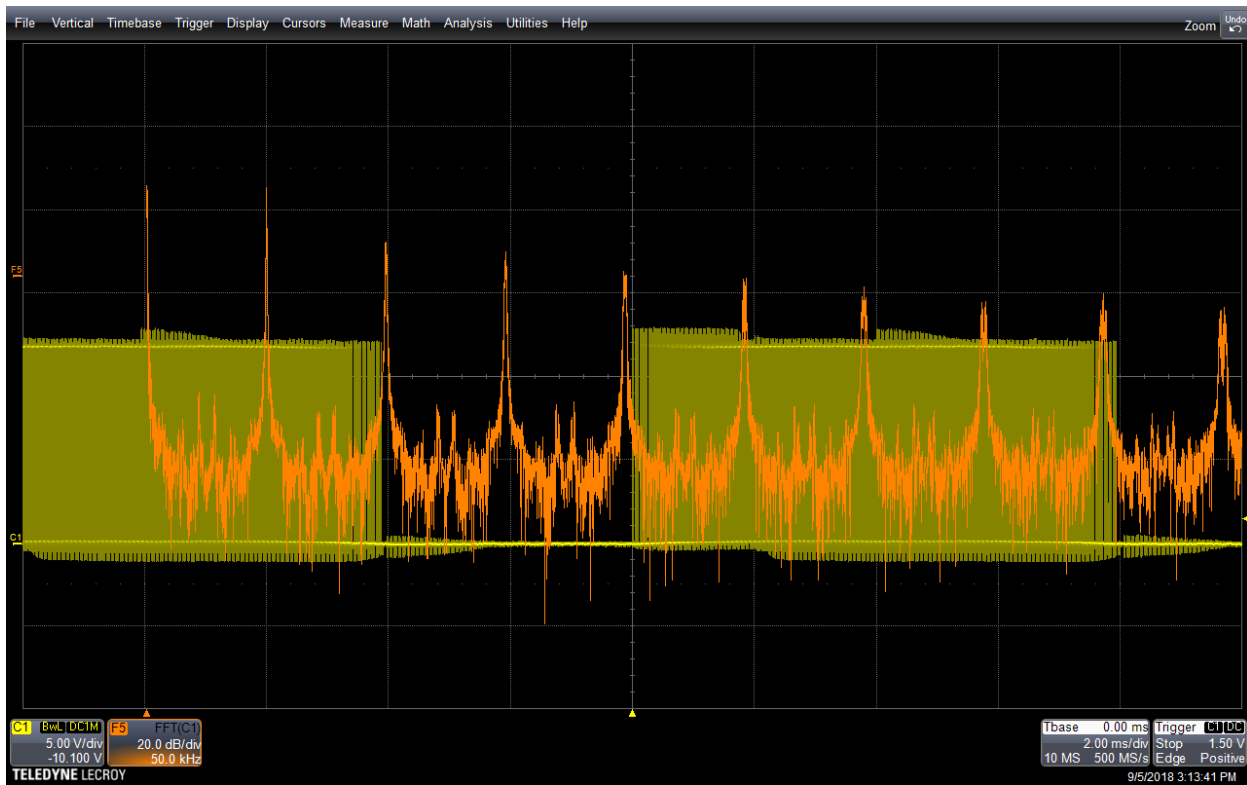 File Vertical Timebase Trigger Display Cursors Measure Math Analysis Utilities Help Zoom Undo
F5
C1
C1 BwL DC1M F5 FFT(C1) Tbase 0.00 ms Trigger C1 DC
5.00 V/div 20.0 dB/div 2.00 ms/div Stop 1.50 V
-10.100 V 50.0 kHz 10 MS 500 MS/s Edge Positive
TELEDYNE LECROY 9/5/2018 3:13:41 PM